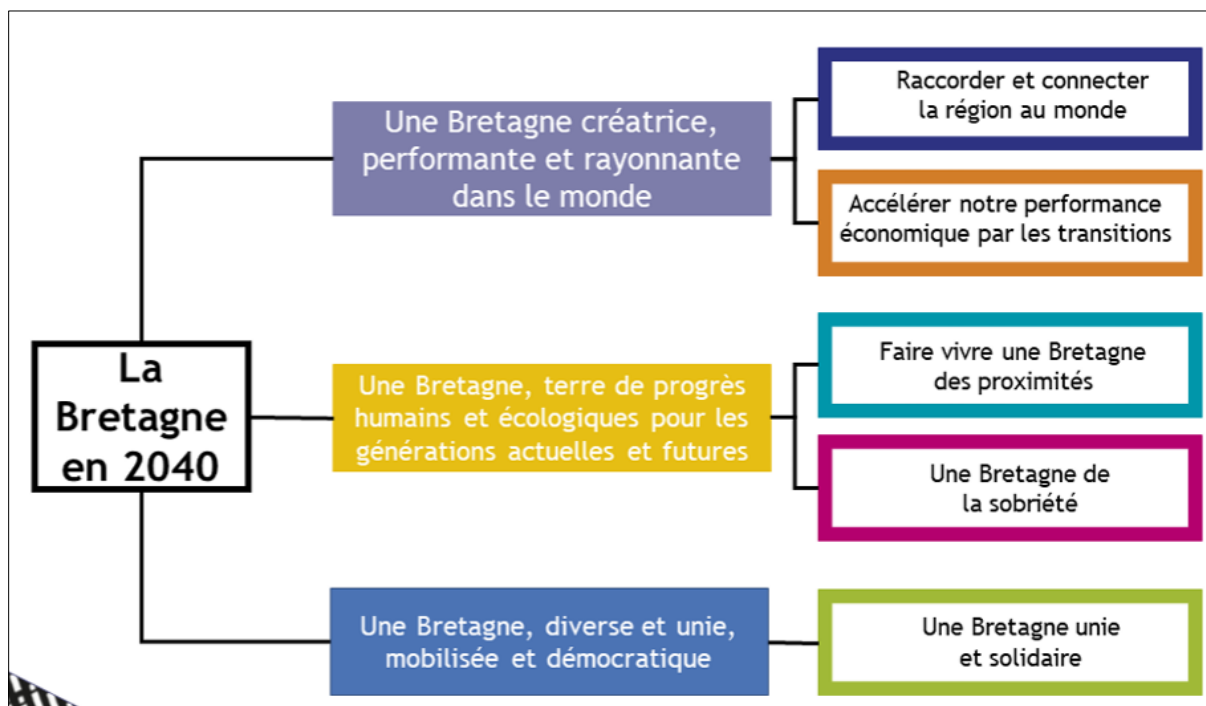 La
Bretagne
en 2040
Une Bretagne créatrice,
performante et rayonnante
dans le monde
Raccorder et connecter
la région au monde
Accélérer notre performance
économique par les transitions
Une Bretagne, terre de progrès
humains et écologiques pour les
générations actuelles et futures
Faire vivre une Bretagne
des proximités
Une Bretagne de
la sobriété
Une Bretagne, diverse et unie,
mobilisée et démocratique
Une Bretagne unie
et solidaire